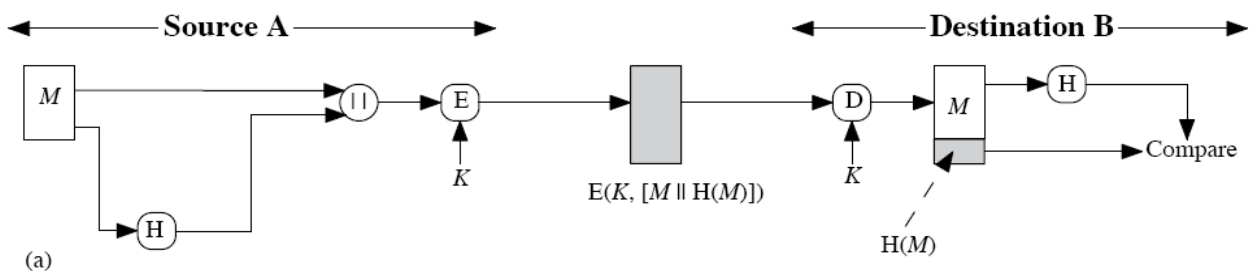 Source A
Destination B
M
||
E
D
M
H
K
K
Compare
E(K, [M || H(M)])
H
H(M)
(a)